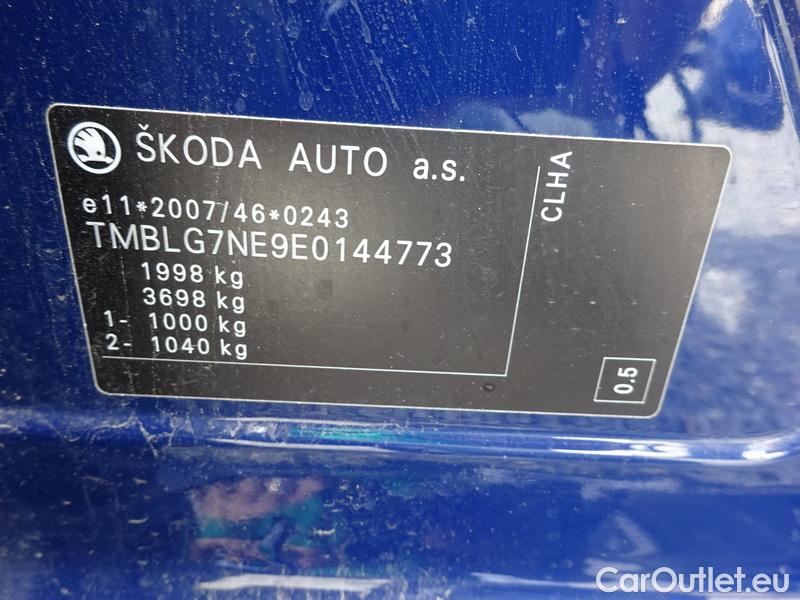 ŠKODA AUTO a.s.
e11*2007/46*0243
TMBLG7NE9E0144773
1998 kg
3698 kg
1- 1000 kg
2- 1040 kg
CLHA
0.5
CarOutlet.eu